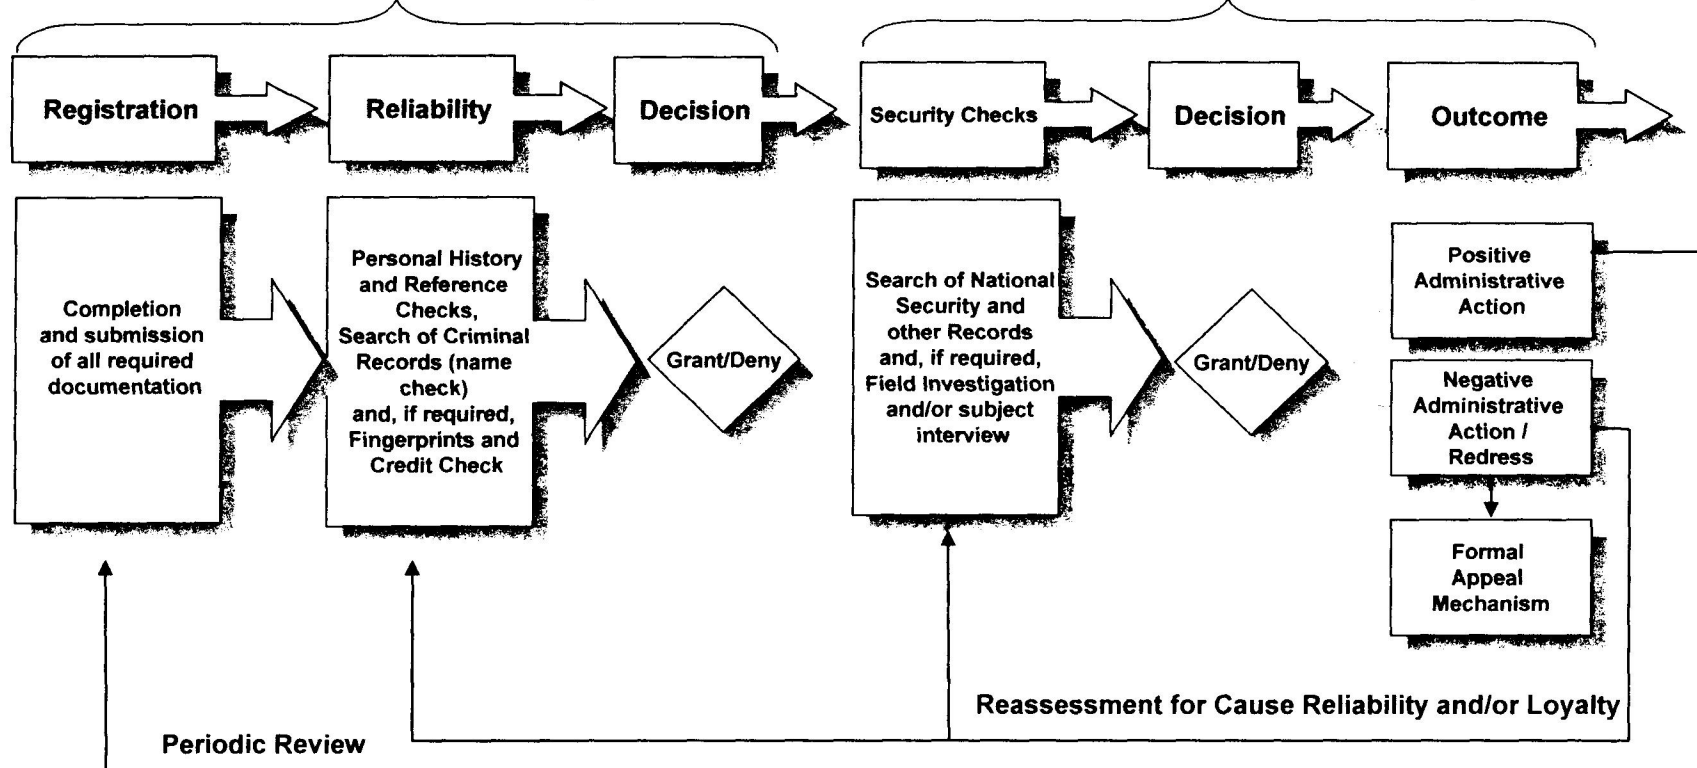 Registration
Reliability
Decision
Security Checks
Decision
Outcome
Completion
and submission
of all required
documentation
Personal History
and Reference
Checks,
Search of Criminal
Records (name
check)
and, if required,
Fingerprints and
Credit Check
Grant/Deny
Search of National
Security and
other Records
and, if required,
Field Investigation
and/or subject
interview
Grant/Deny
Positive
Administrative
Action
Negative
Administrative
Action /
Redress
Formal
Appeal
Mechanism
Reassessment for Cause Reliability and/or Loyalty
Periodic Review